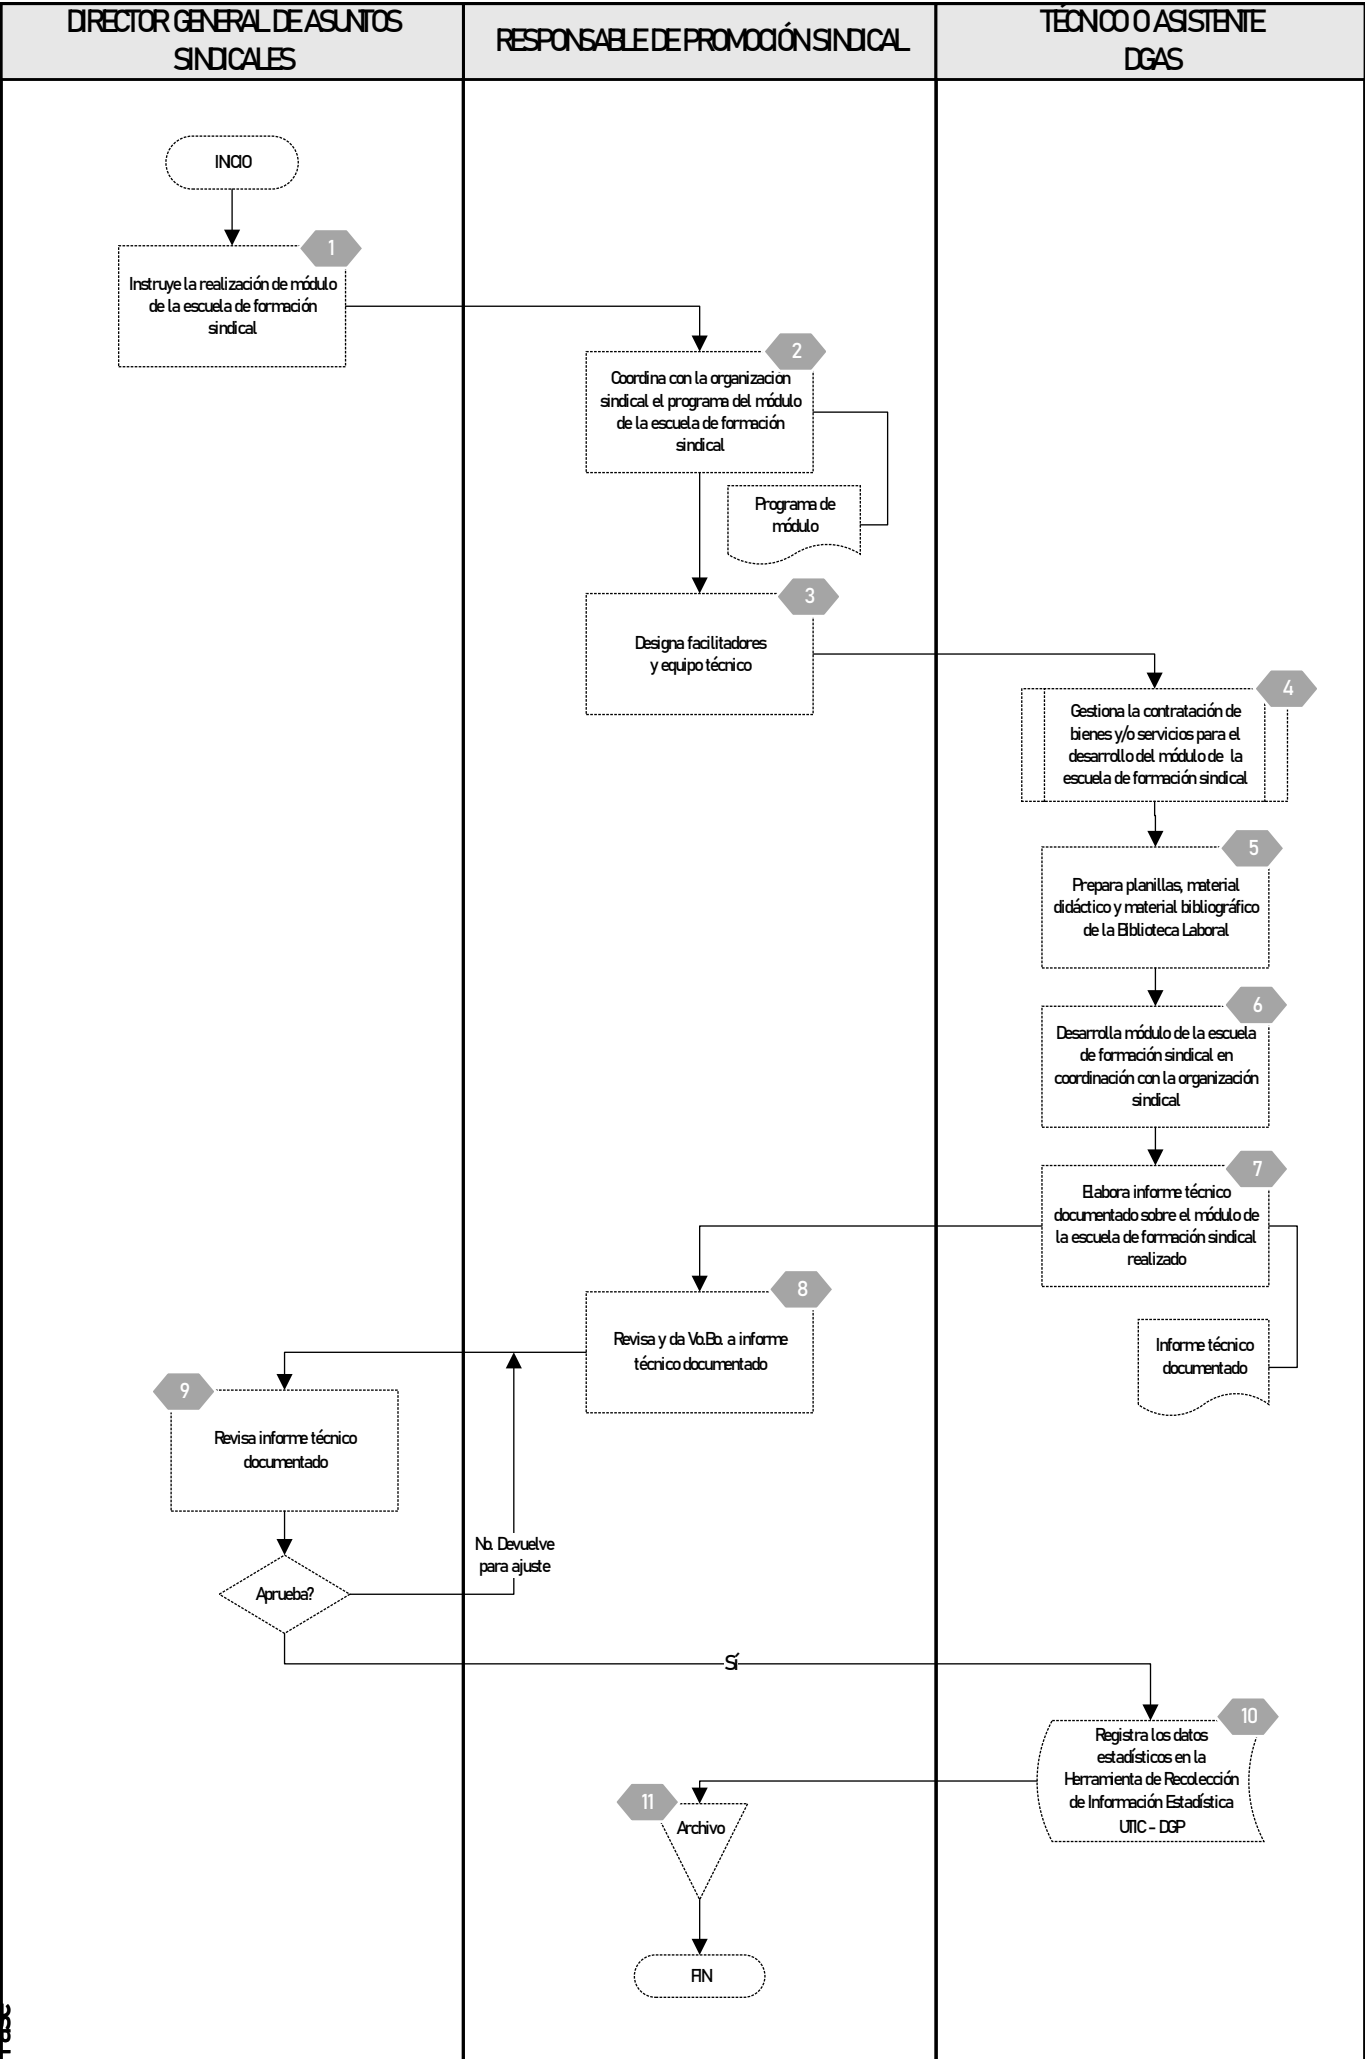 DIRECTOR GENERAL DE ASUNTOS
SINDICALES
RESPONSABLE DE PROMOCIÓN SINDICAL
TÉCNICO O ASISTENTE
DGAS
INICIO
1
Instruye la realización de módulo
de la escuela de formación
sindical
2
Coordina con la organización
sindical el programa del módulo
de la escuela de formación
sindical
Programa de
módulo
3
Designa facilitadores
y equipo técnico
4
Gestiona la contratación de
bienes y/o servicios para el
desarrollo del módulo de la
escuela de formación sindical
5
Prepara planillas, material
didáctico y material bibliográfico
de la Biblioteca Laboral
6
Desarrolla módulo de la escuela
de formación sindical en
coordinación con la organización
sindical
7
Elabora informe técnico
documentado sobre el módulo de
la escuela de formación sindical
realizado
Informe técnico
documentado
8
Revisa y da Vo.Bo. a informe
técnico documentado
9
Revisa informe técnico
documentado
Aprueba?
No. Devuelve
para ajuste
Sí
10
Registra los datos
estadísticos en la
Herramienta de Recolección
de Información Estadística
UTIC - DGP
11
Archivo
FIN
Fase